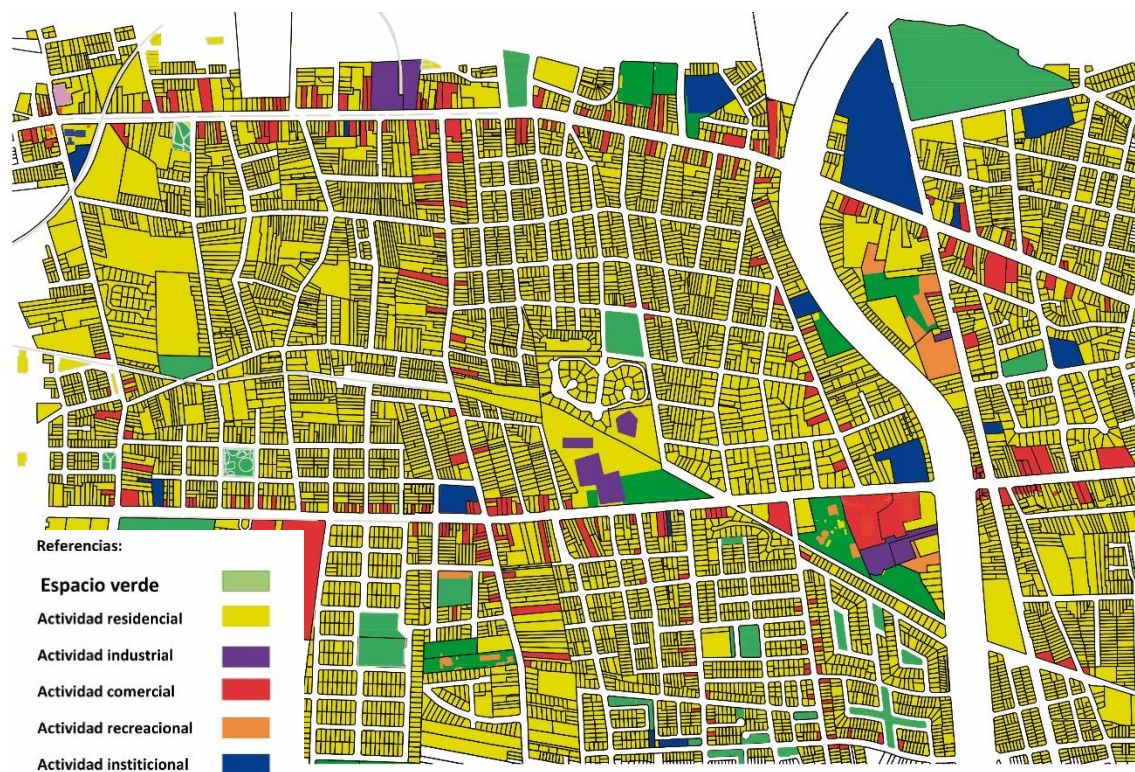 Referencias:
Espacio verde
Actividad residencial
Actividad industrial
Actividad comercial
Actividad recreacional
Actividad institicional